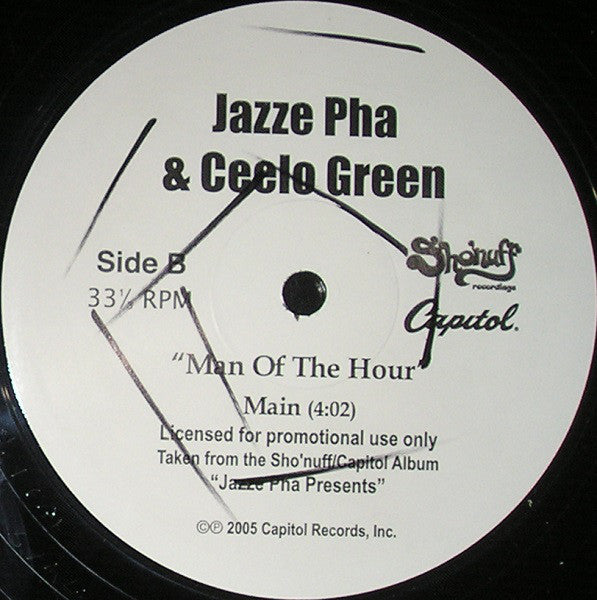 Jazze Pha
& Ceelo Green
Side B
33⅓ RPM
Sho'nuff
recordings
Capitol®
"Man Of The Hour"
Main (4:02)
Licensed for promotional use only
Taken from the Sho'nuff/Capitol Album
"Jazze Pha Presents"
©℗ 2005 Capitol Records, Inc.